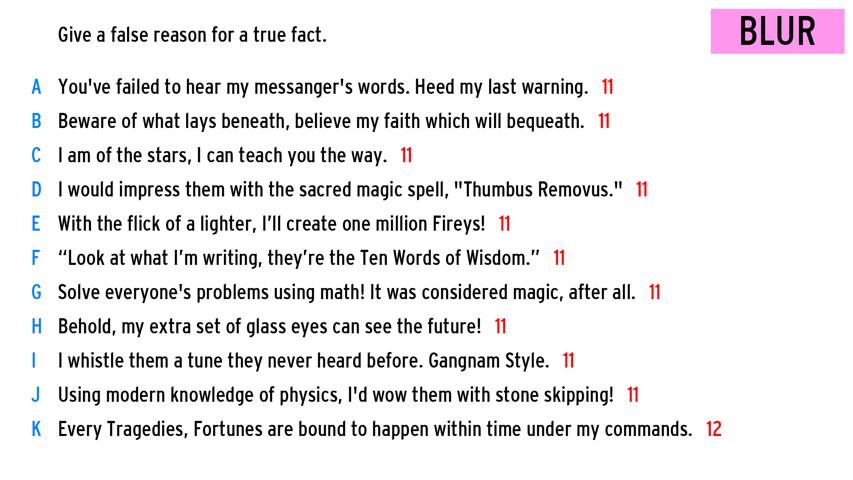 Give a false reason for a true fact.
BLUR
A You've failed to hear my messanger's words. Heed my last warning. 11
B Beware of what lays beneath, believe my faith which will bequeath. 11
C I am of the stars, I can teach you the way. 11
D I would impress them with the sacred magic spell, "Thumbus Removus." 11
E With the flick of a lighter, I’ll create one million Fireys! 11
F “Look at what I’m writing, they’re the Ten Words of Wisdom.” 11
G Solve everyone's problems using math! It was considered magic, after all. 11
H Behold, my extra set of glass eyes can see the future! 11
I I whistle them a tune they never heard before. Gangnam Style. 11
J Using modern knowledge of physics, I'd wow them with stone skipping! 11
K Every Tragedies, Fortunes are bound to happen within time under my commands. 12